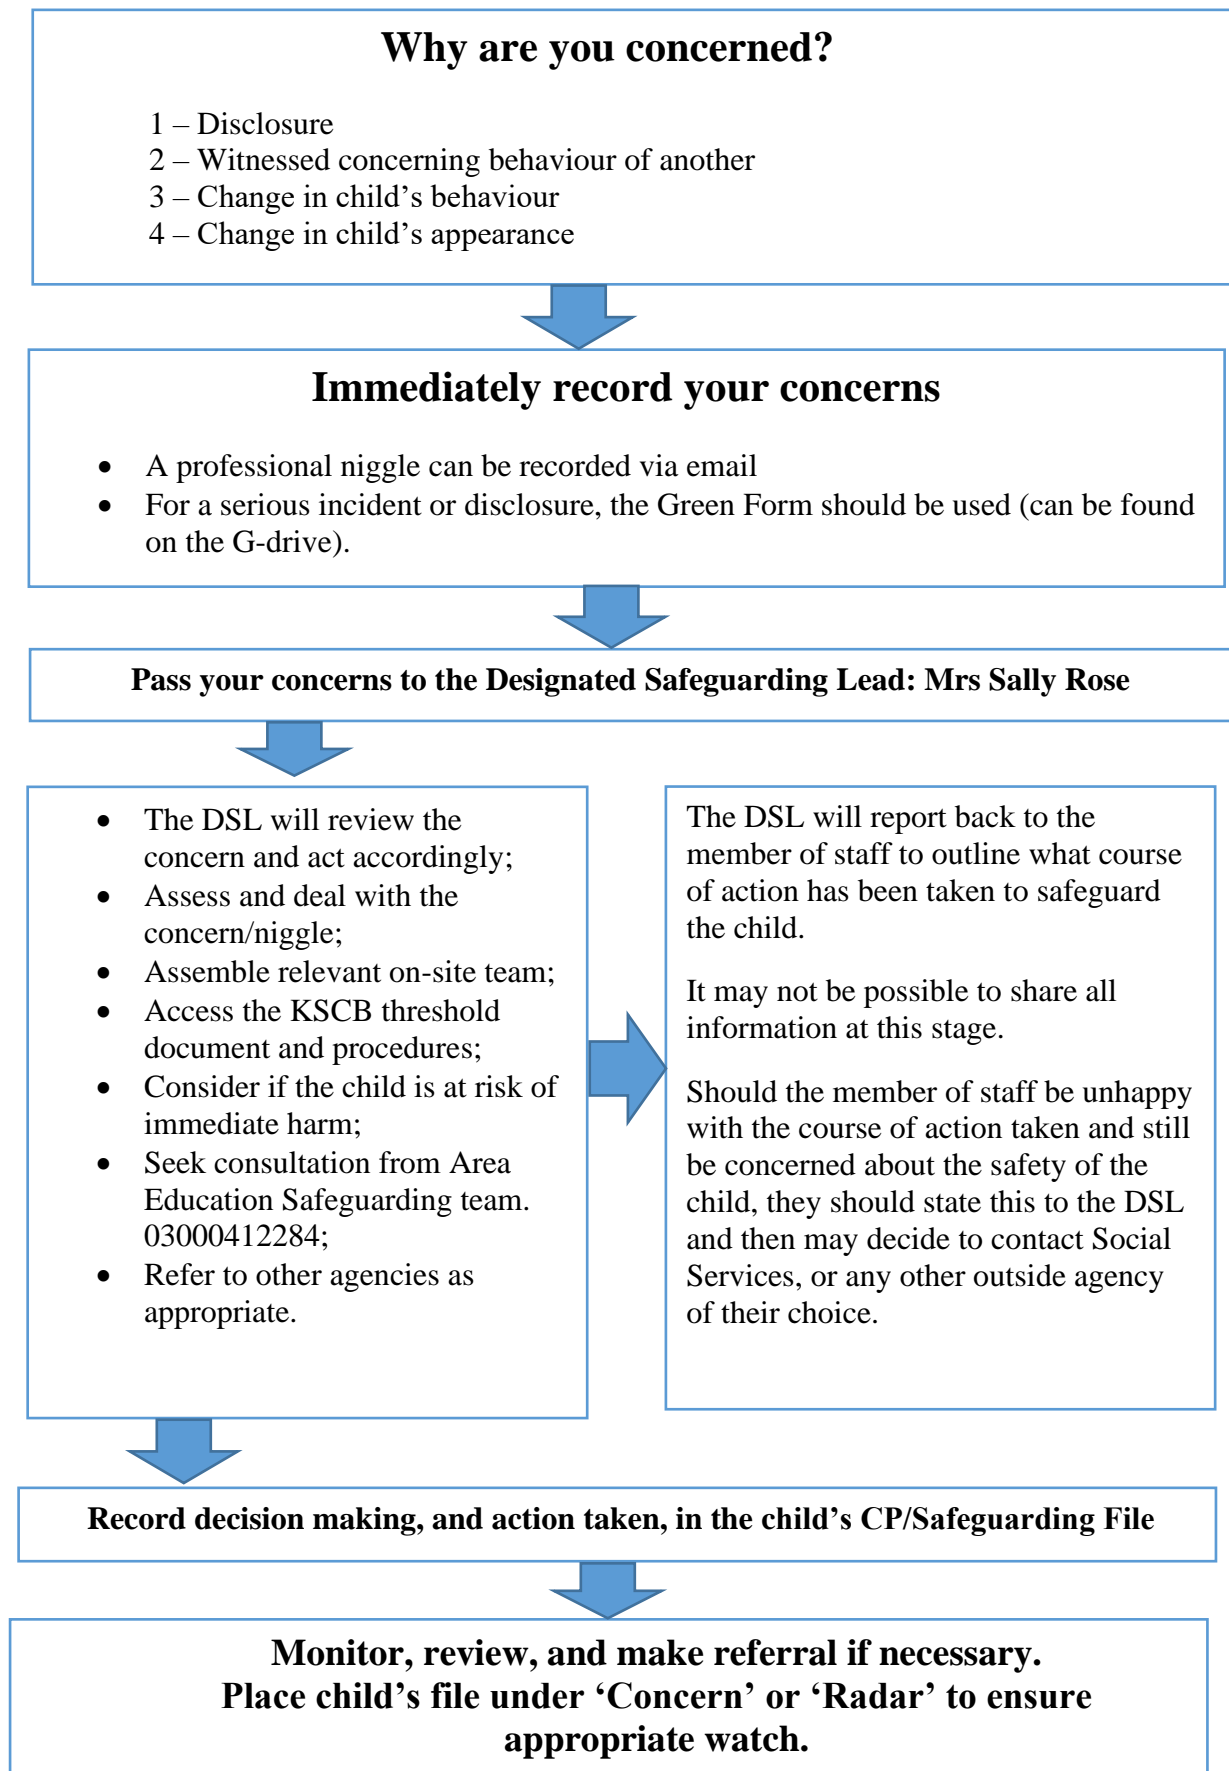 Why are you concerned?
1 – Disclosure
2 – Witnessed concerning behaviour of another
3 – Change in child’s behaviour
4 – Change in child’s appearance
Immediately record your concerns
• A professional niggle can be recorded via email
• For a serious incident or disclosure, the Green Form should be used (can be found
on the G-drive).
Pass your concerns to the Designated Safeguarding Lead: Mrs Sally Rose
• The DSL will review the
concern and act accordingly;
• Assess and deal with the
concern/niggle;
• Assemble relevant on-site team;
• Access the KSCB threshold
document and procedures;
• Consider if the child is at risk of
immediate harm;
• Seek consultation from Area
Education Safeguarding team.
03000412284;
• Refer to other agencies as
appropriate.
The DSL will report back to the
member of staff to outline what course
of action has been taken to safeguard
the child.
It may not be possible to share all
information at this stage.
Should the member of staff be unhappy
with the course of action taken and still
be concerned about the safety of the
child, they should state this to the DSL
and then may decide to contact Social
Services, or any other outside agency
of their choice.
Record decision making, and action taken, in the child’s CP/Safeguarding File
Monitor, review, and make referral if necessary.
Place child’s file under ‘Concern’ or ‘Radar’ to ensure
appropriate watch.